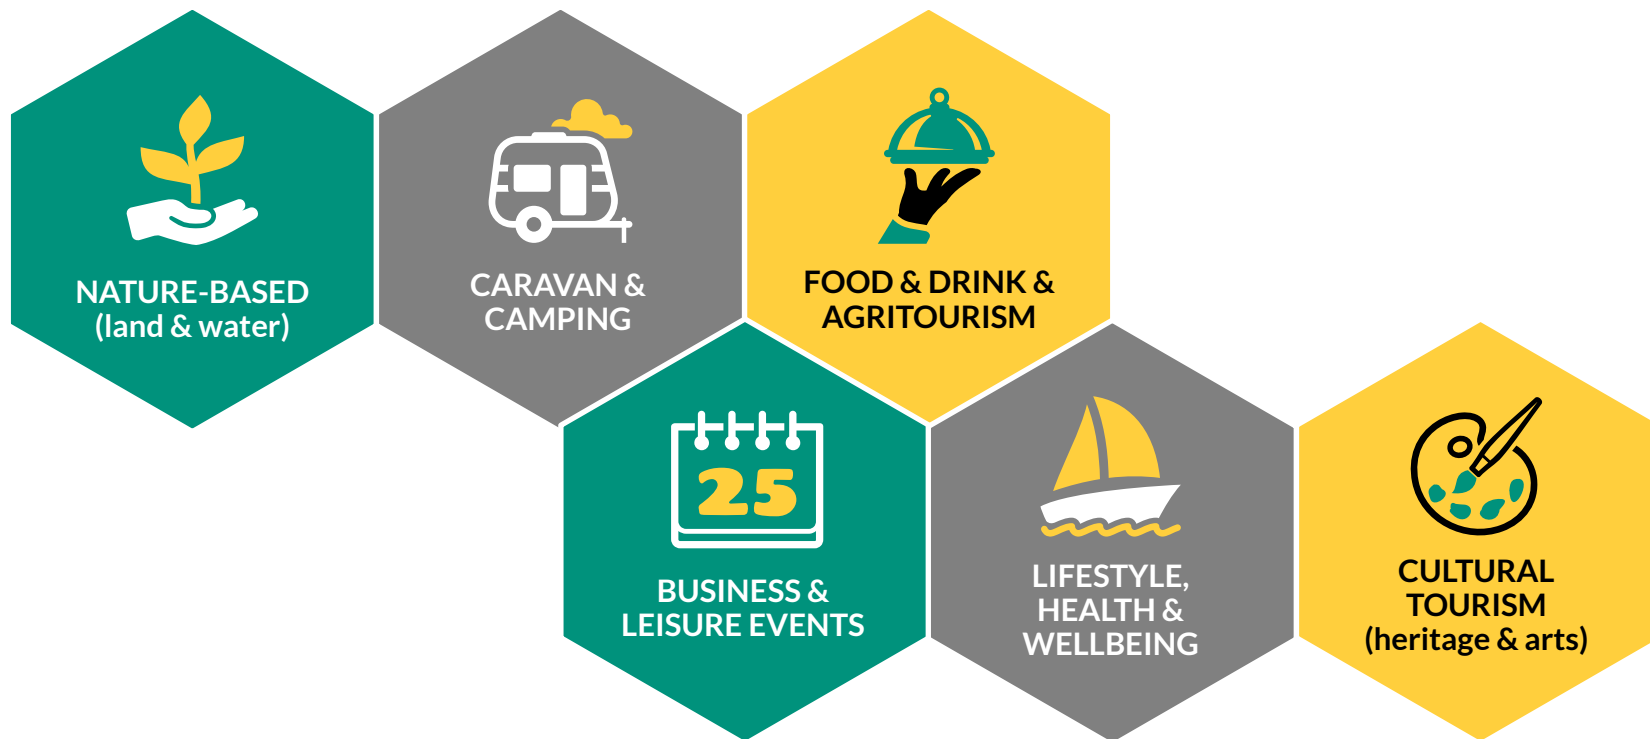 NATURE-BASED
(land & water)
CARAVAN &
CAMPING
FOOD & DRINK &
AGRITOURISM
25
BUSINESS &
LEISURE EVENTS
LIFESTYLE,
HEALTH &
WELLBEING
CULTURAL
TOURISM
(heritage & arts)